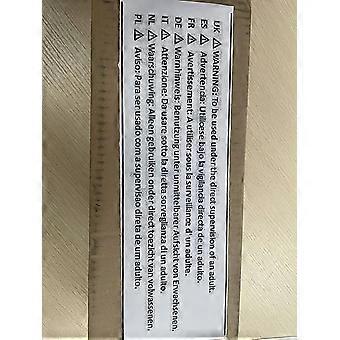 UK ⚠ WARNING: To be used under the direct supervision of an adult.
ES ⚠ Advertencia: Utilícese bajo la vigilancia directa de un adulto.
FR ⚠ Avertissement: A utiliser sous la surveillance d'un adulte.
DE ⚠ Warnhinweis: Benutzung unter unmittelbarer Aufsicht von Erwachsenen.
IT ⚠ Attenzione: Da usare sotto la diretta sorveglianza di un adulto.
NL ⚠ Waarschuwing: Alleen gebruiken onder direct toezicht van volwassenen.
PL ⚠ Aviso: Para ser usado com a supervisão direta de um adulto.